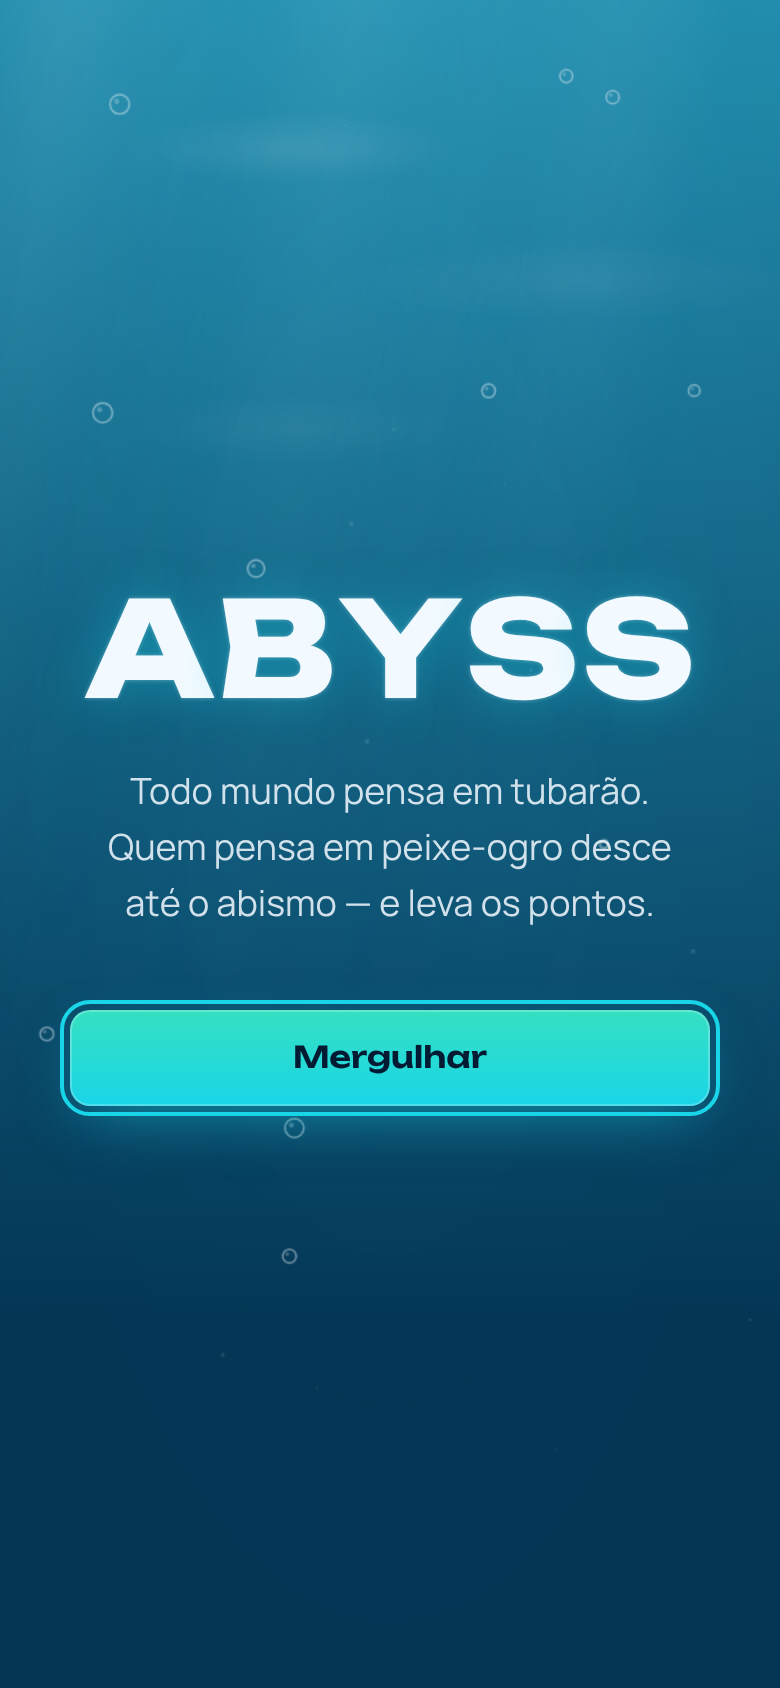 ABYSS
Todo mundo pensa em tubarão.
Quem pensa em peixe-ogro desce
até o abismo — e leva os pontos.
Mergulhar